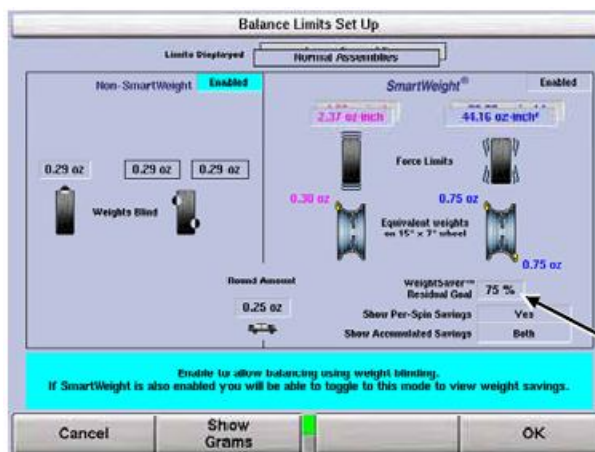 Balance Limits Set Up
Limits Displayed
Normal Assemblies
Non-SmartWeight
Enabled
SmartWeight®
Enabled
2.37 oz-inch
44.16 oz-inch²
Force Limits
0.29 oz
0.29 oz
0.29 oz
Weights Blind
0.30 oz
0.75 oz
Equivalent weights
on 15" x 7" wheel
0.75 oz
Round Amount
0.25 oz
WeightSaver™
Residual Goal
75 %
Show Per-Spin Savings
Yes
Show Accumulated Savings
Both
Enable to allow balancing using weight blinding.
If SmartWeight is also enabled you will be able to toggle to this mode to view weight savings.
Cancel
Show
Grams
OK